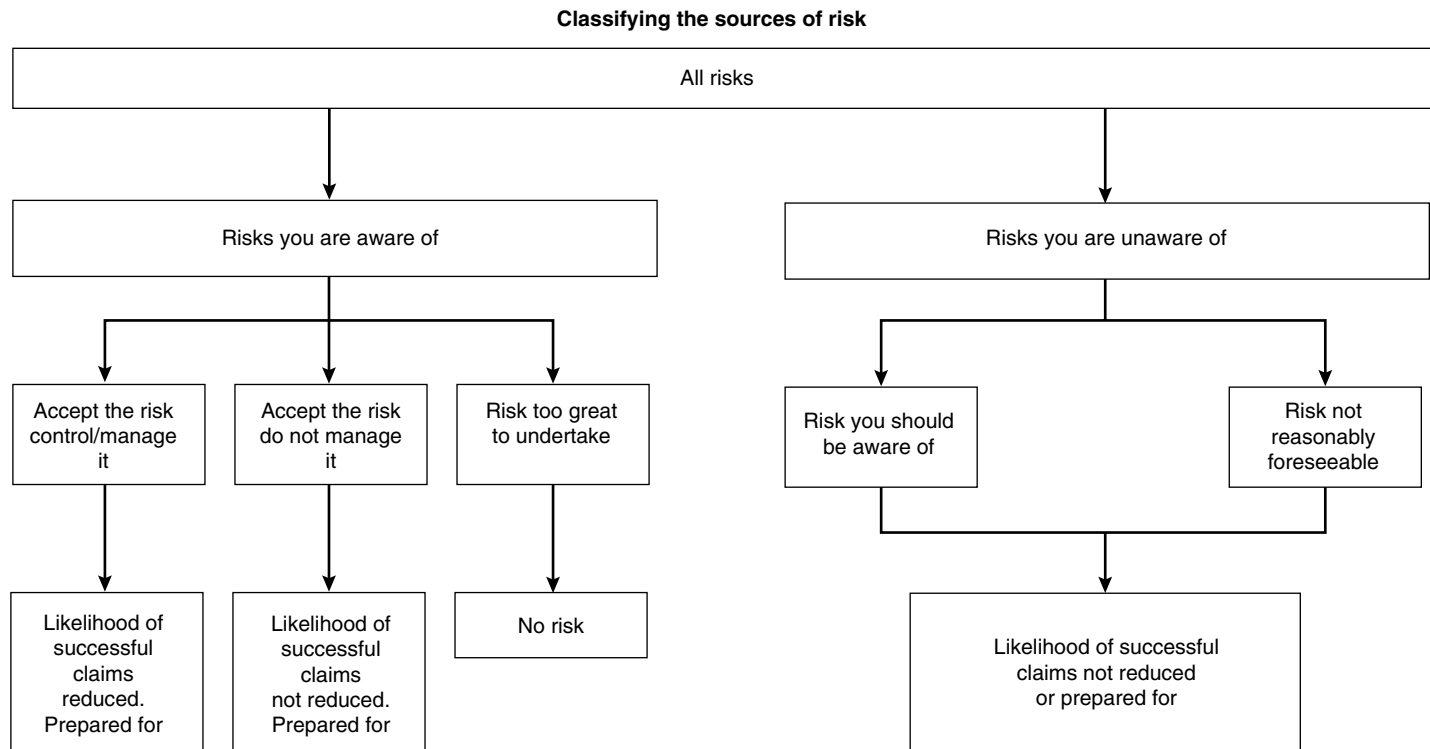 Classifying the sources of risk
All risks
Risks you are aware of
Risks you are unaware of
Accept the risk
control/manage
it
Accept the risk
do not manage
it
Risk too great
to undertake
Risk you should
be aware of
Risk not
reasonably
foreseeable
Likelihood of
successful
claims
reduced.
Prepared for
Likelihood of
successful
claims
not reduced.
Prepared for
No risk
Likelihood of successful
claims not reduced
or prepared for